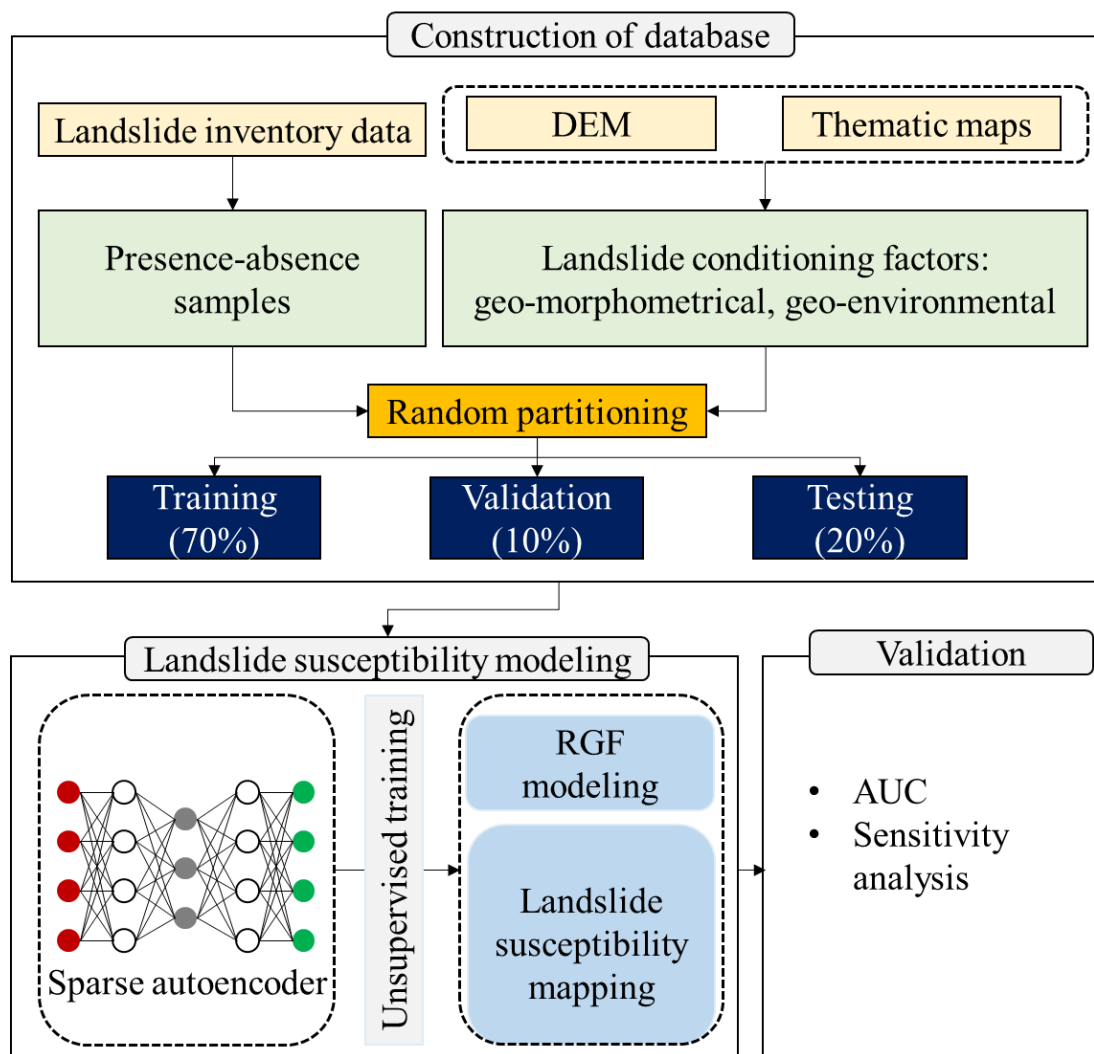 Construction of database
Landslide inventory data
DEM
Thematic maps
Presence-absence
samples
Landslide conditioning factors:
geo-morphometrical, geo-environmental
Random partitioning
Training
(70%)
Validation
(10%)
Testing
(20%)
Landslide susceptibility modeling
Sparse autoencoder
Unsupervised training
RGF
modeling
Landslide
susceptibility
mapping
Validation
• AUC
• Sensitivity
analysis